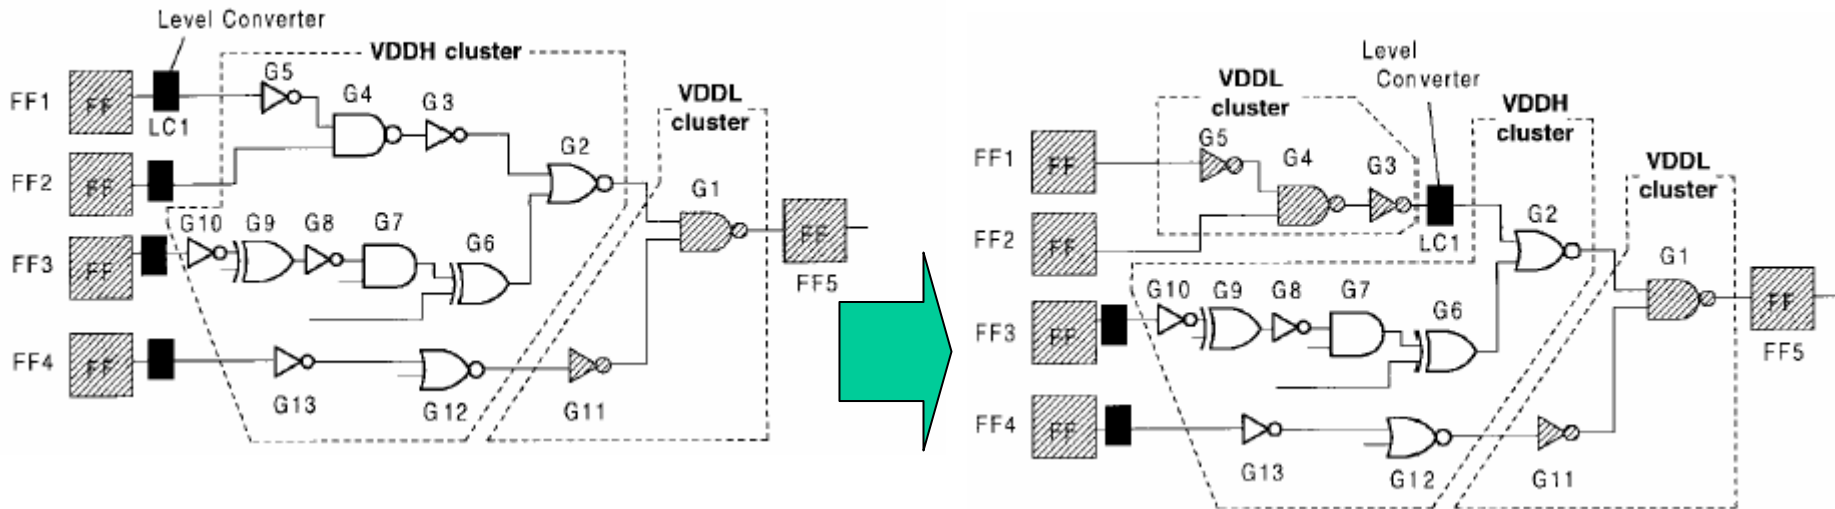 Level Converter
VDDH cluster
G5
G4
G3
VDDL
cluster
FF1
FF
LC1
G2
FF2
FF
G1
G10
G9
G8
G7
G6
FF
FF3
FF
FF5
FF4
FF
G13
G12
G11
Level
Converter
VDDL
cluster
VDDH
cluster
G5
G4
G3
VDDL
cluster
FF1
FF
LC1
G2
FF2
FF
G1
G10
G9
G8
G7
G6
FF3
FF
FF
FF5
FF4
FF
G13
G12
G11